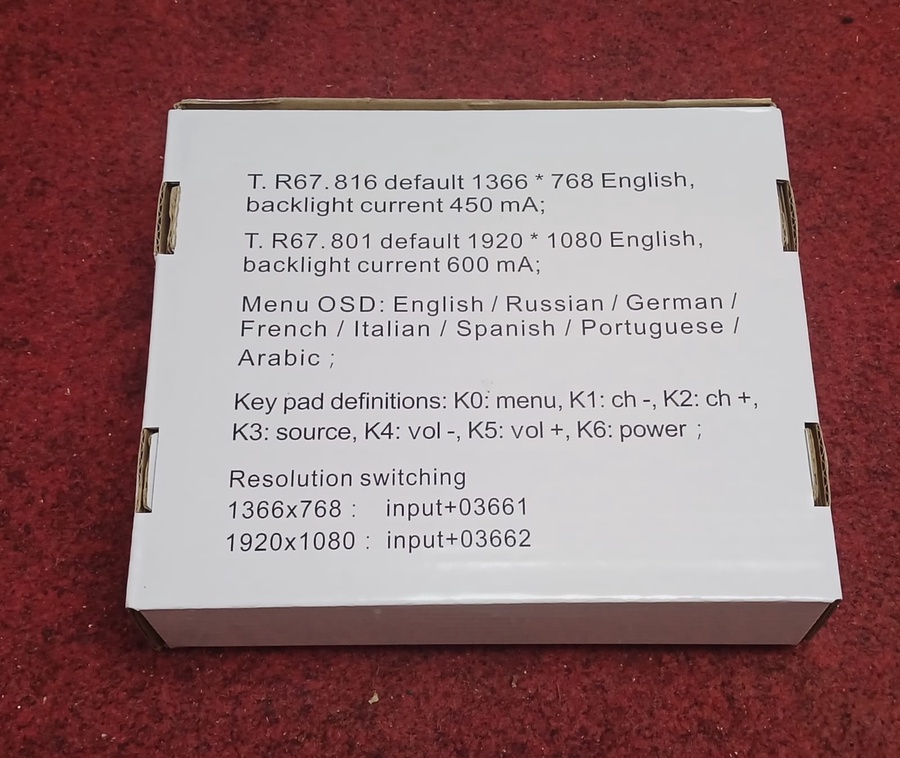 T. R67. 816 default 1366 * 768 English,
backlight current 450 mA;
T. R67. 801 default 1920 * 1080 English,
backlight current 600 mA;
Menu OSD: English / Russian / German /
French / Italian / Spanish / Portuguese /
Arabic ;
Key pad definitions: K0: menu, K1: ch -, K2: ch +,
K3: source, K4: vol -, K5: vol +, K6: power ;
Resolution switching
1366x768 : input+03661
1920x1080 : input+03662